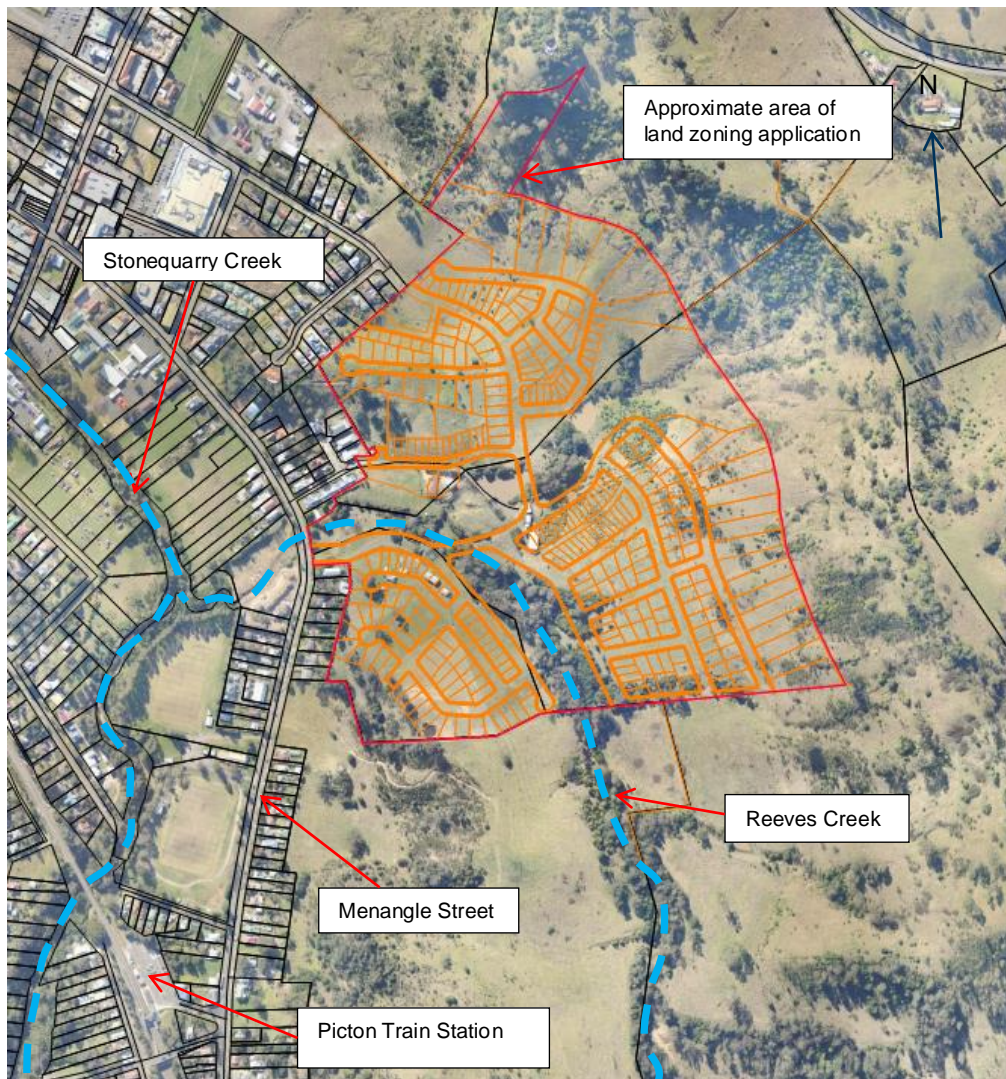 N
Approximate area of
land zoning application
Stonequarry Creek
Reeves Creek
Menangle Street
Picton Train Station